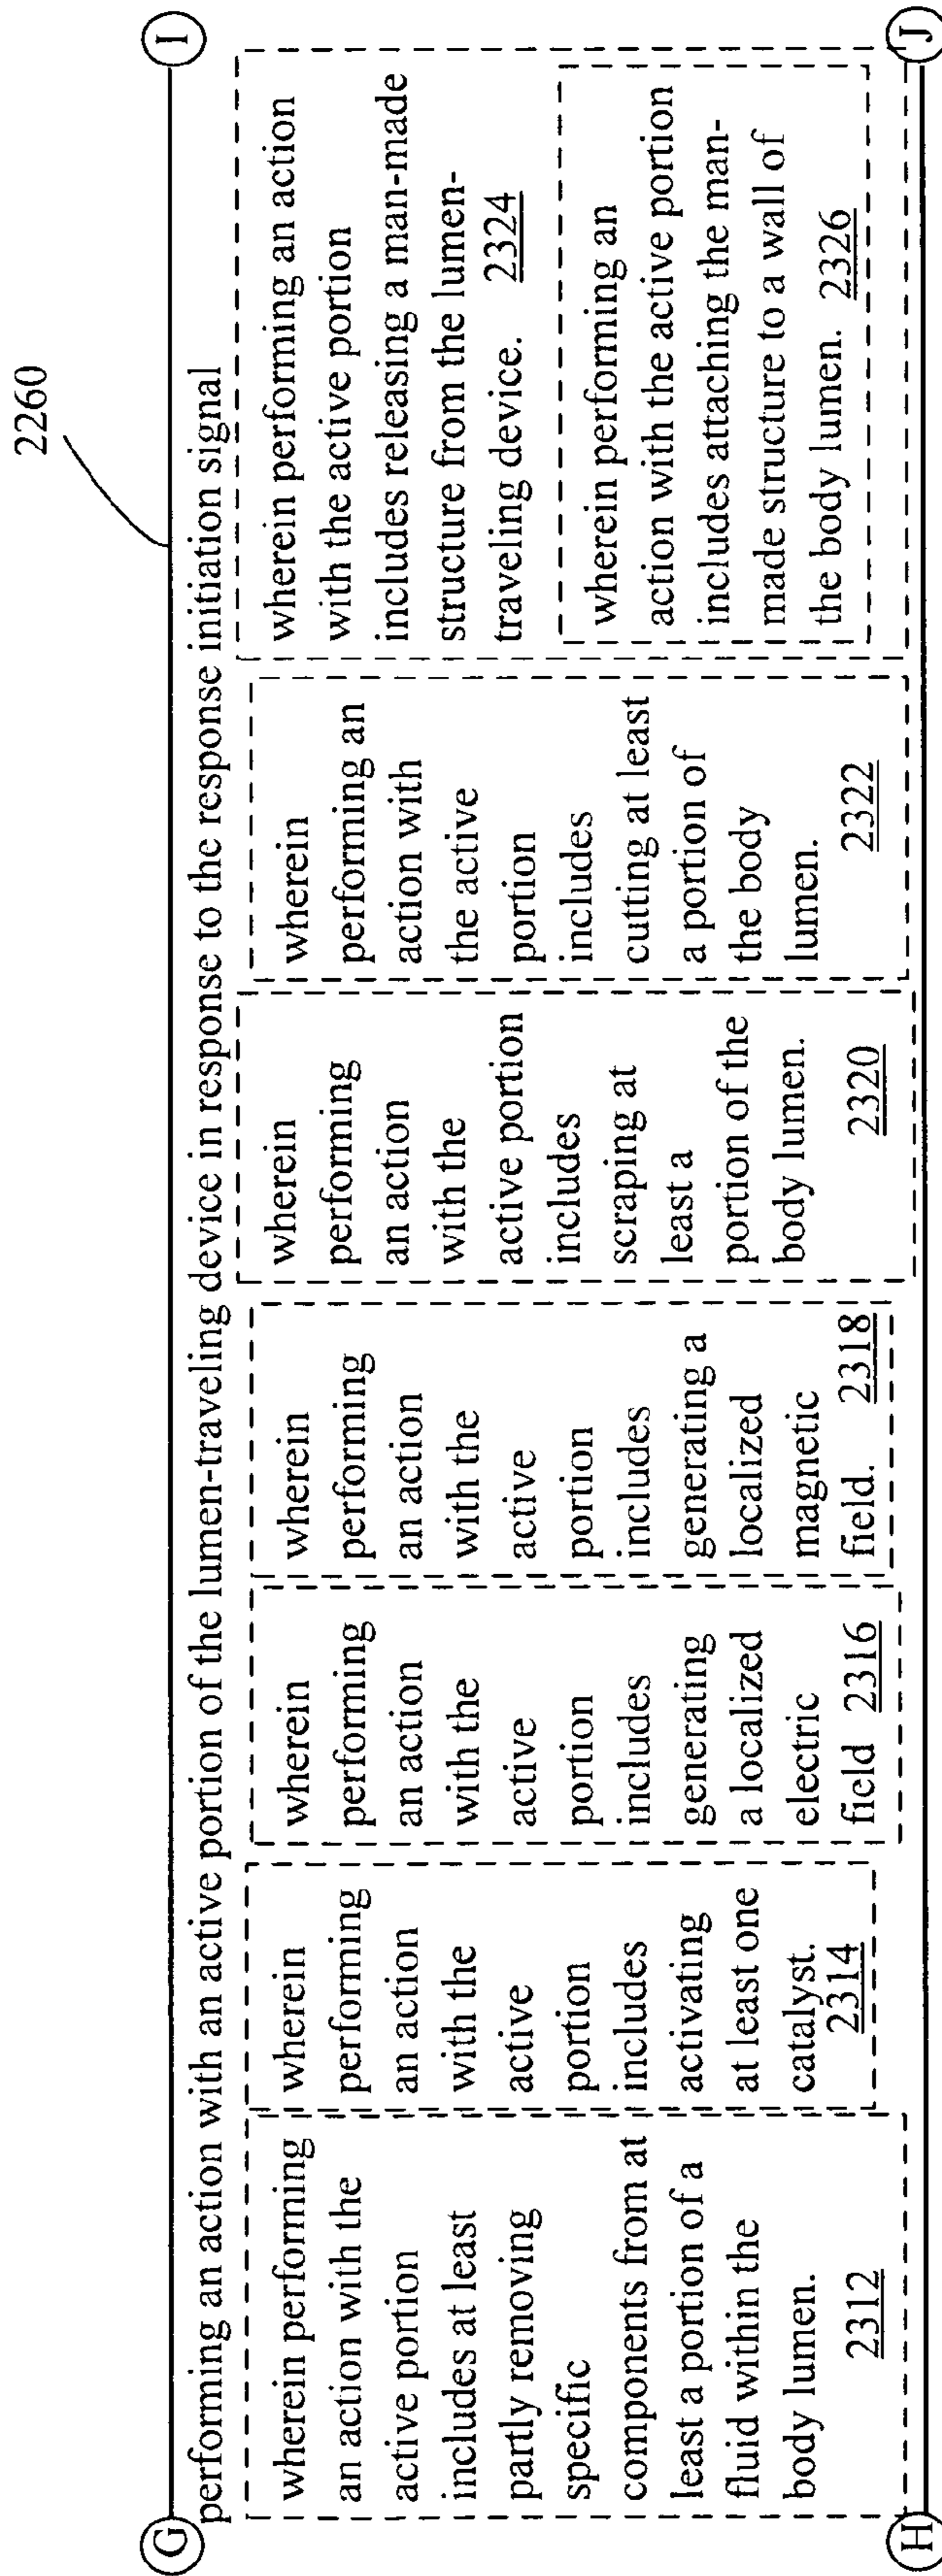 2260
G
I
performing an action with an active portion of the lumen-traveling device in response to the response initiation signal
wherein performing
an action with the
active portion
includes at least
partly removing
specific
components from at
least a portion of a
fluid within the
body lumen.
2312
wherein
performing
an action
with the
active
portion
includes
activating
at least one
catalyst.
2314
wherein
performing
an action
with the
active
portion
includes
generating
a localized
electric
field 2316
wherein
performing
an action
with the
active
portion
includes
generating a
localized
magnetic
field. 2318
wherein
performing
an action
with the
active portion
includes
scraping at
least a
portion of the
body lumen.
2320
wherein
performing an
action with
the active
portion
includes
cutting at least
a portion of
the body
lumen.
2322
wherein performing an action
with the active portion
includes releasing a man-made
structure from the lumen-
traveling device. 2324
wherein performing an
action with the active portion
includes attaching the man-
made structure to a wall of
the body lumen. 2326
H
J